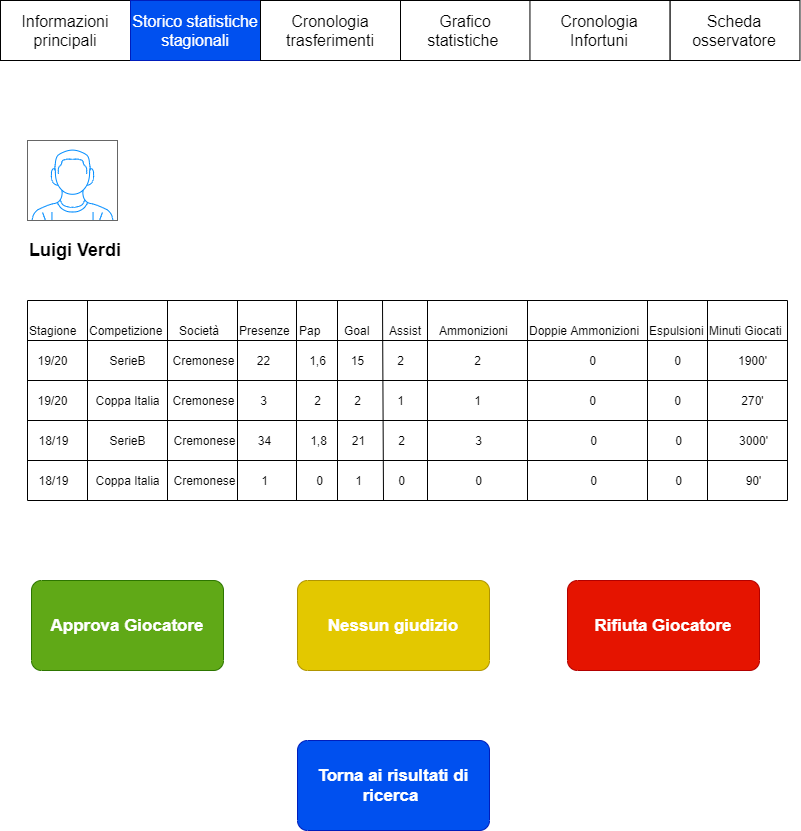 Informazioni principali
Storico statistiche stagionali
Cronologia trasferimenti
Grafico statistiche
Cronologia Infortuni
Scheda osservatore
Luigi Verdi
Stagione Competizione Società Presenze Pap Goal Assist Ammonizioni Doppie Ammonizioni Espulsioni Minuti Giocati
19/20 SerieB Cremonese 22 1,6 15 2 2 0 0 1900'
19/20 Coppa Italia Cremonese 3 2 2 1 1 0 0 270'
18/19 SerieB Cremonese 34 1,8 21 2 3 0 0 3000'
18/19 Coppa Italia Cremonese 1 0 1 0 0 0 0 90'
Approva Giocatore
Nessun giudizio
Rifiuta Giocatore
Torna ai risultati di
ricerca